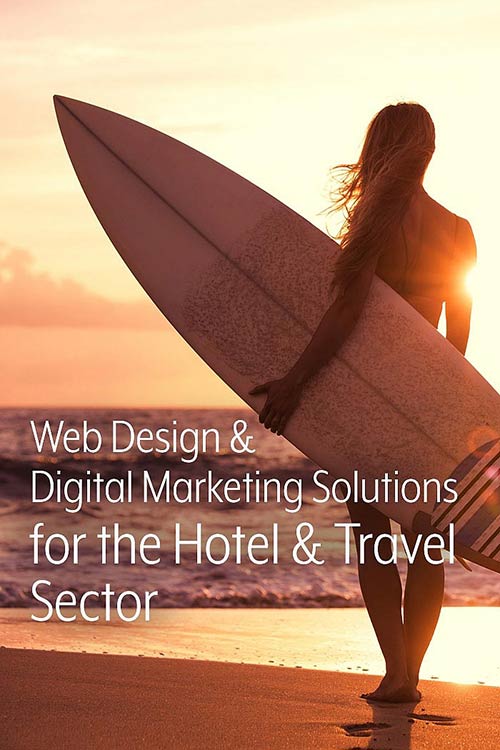 Web Design &
Digital Marketing Solutions
for the Hotel & Travel
Sector